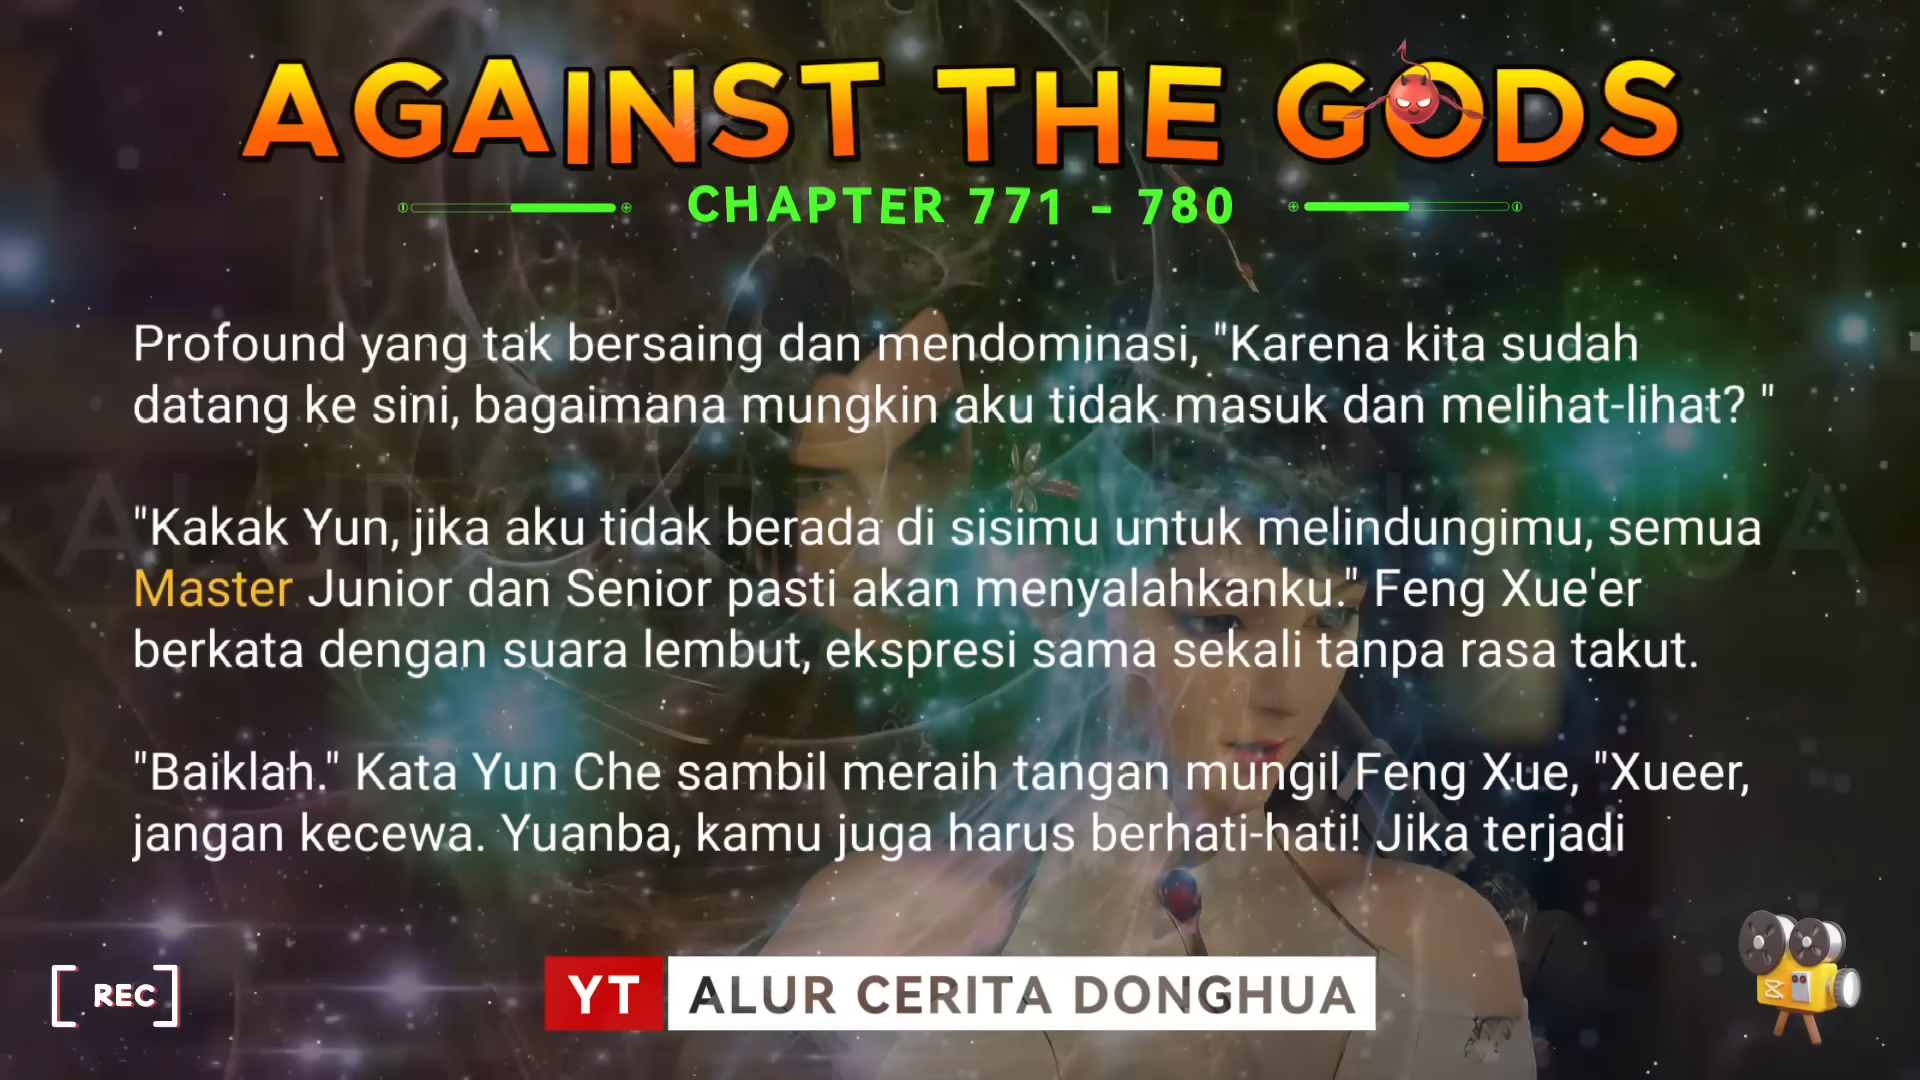 AGAINST THE GODS
CHAPTER 771 - 780
Profound yang tak bersaing dan mendominasi, "Karena kita sudah
datang ke sini, bagaimana mungkin aku tidak masuk dan melihat-lihat? "
"Kakak Yun, jika aku tidak berada di sisimu untuk melindungimu, semua
Master Junior dan Senior pasti akan menyalahkanku." Feng Xue'er
berkata dengan suara lembut, ekspresi sama sekali tanpa rasa takut.
"Baiklah." Kata Yun Che sambil meraih tangan mungil Feng Xue, "Xueer,
jangan kecewa. Yuanba, kamu juga harus berhati-hati! Jika terjadi
REC
YT ALUR CERITA DONGHUA